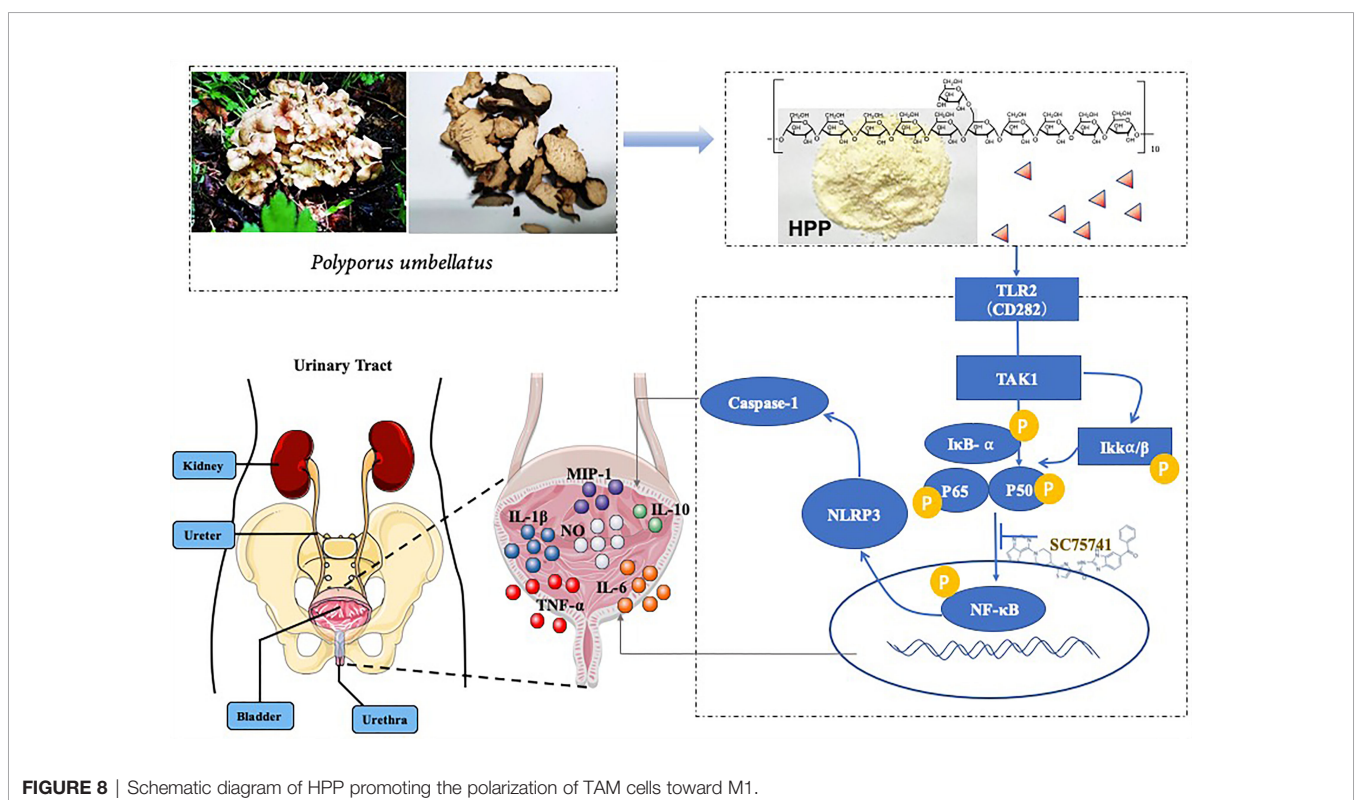 HPP
10
Polyporus umbellatus
TLR2
(CD282)
TAK1
P
IκB- α
Ikkα/β
P
P65
P
P50
P
Caspase-1
NLRP3
SC75741
P
NF-κB
Urinary Tract
Kidney
Ureter
Bladder
Urethra
MIP-1
IL-10
IL-1β
NO
IL-6
TNF-α
FIGURE 8 | Schematic diagram of HPP promoting the polarization of TAM cells toward M1.